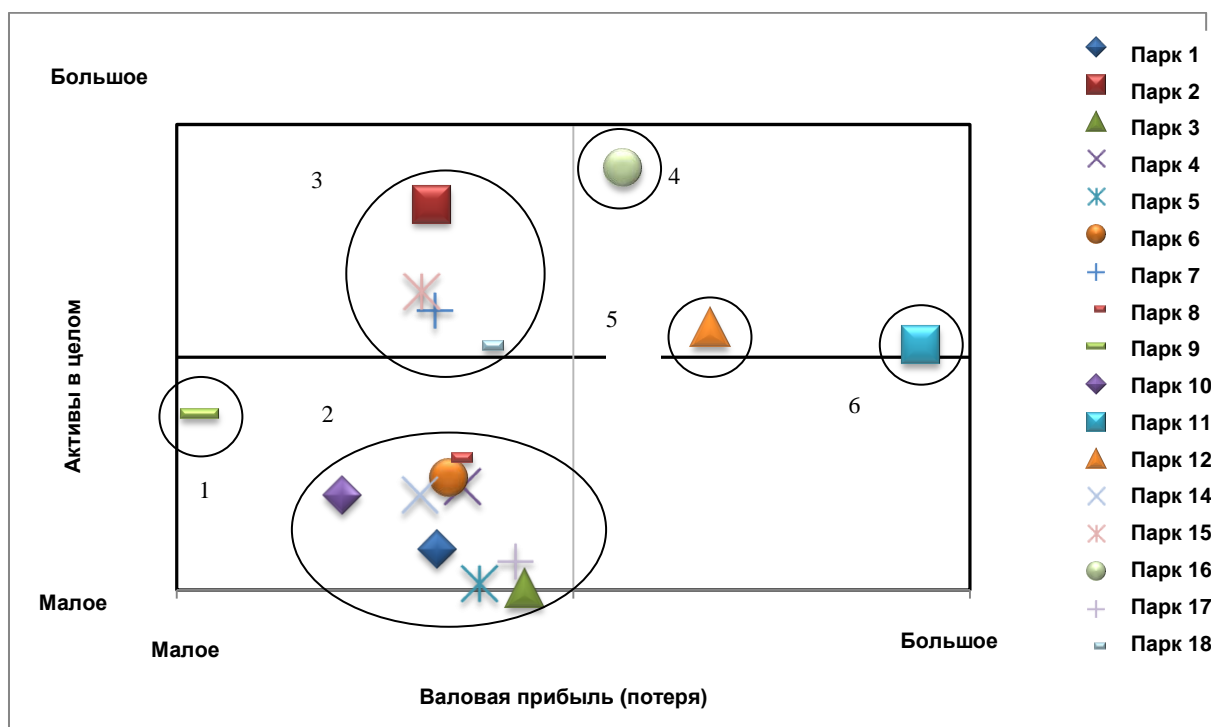 Большое
3
4
5
6
2
1
Активы в целом
Малое
Малое
Большое
Валовая прибыль (потеря)
Парк 1
Парк 2
Парк 3
Парк 4
Парк 5
Парк 6
Парк 7
Парк 8
Парк 9
Парк 10
Парк 11
Парк 12
Парк 14
Парк 15
Парк 16
Парк 17
Парк 18